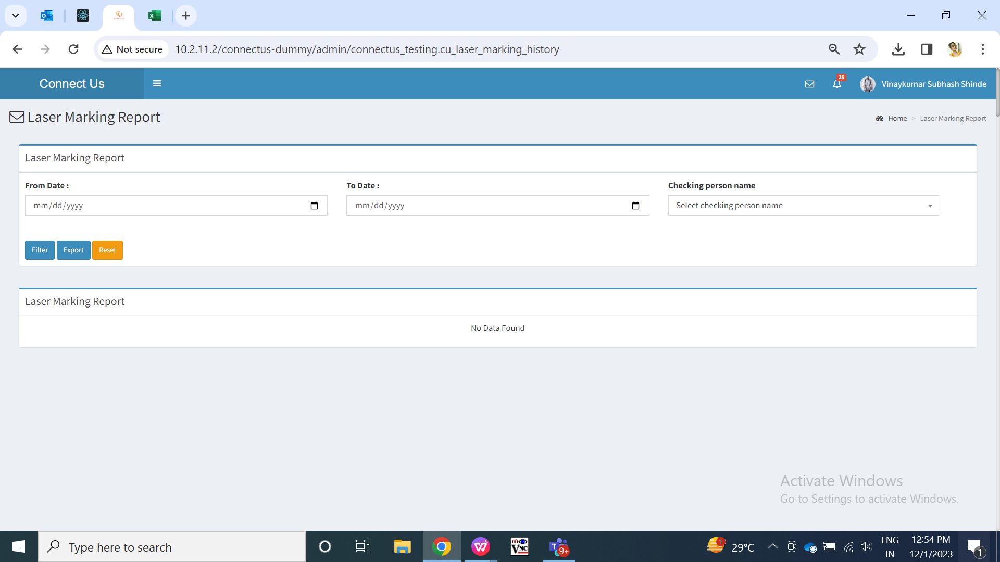 Not secure
10.2.11.2/connectus-dummy/admin/connectus_testing.cu_laser_marking_history
Connect Us
25
Vinaykumar Subhash Shinde
Laser Marking Report
Home > Laser Marking Report
Laser Marking Report
From Date :
To Date :
Checking person name
mm/dd/yyyy
mm/dd/yyyy
Select checking person name
Filter
Export
Reset
Laser Marking Report
No Data Found
Activate Windows
Go to Settings to activate Windows.
Type here to search
VNC
T
9+
1
29°C
ENG
IN
12:54 PM
12/1/2023
1